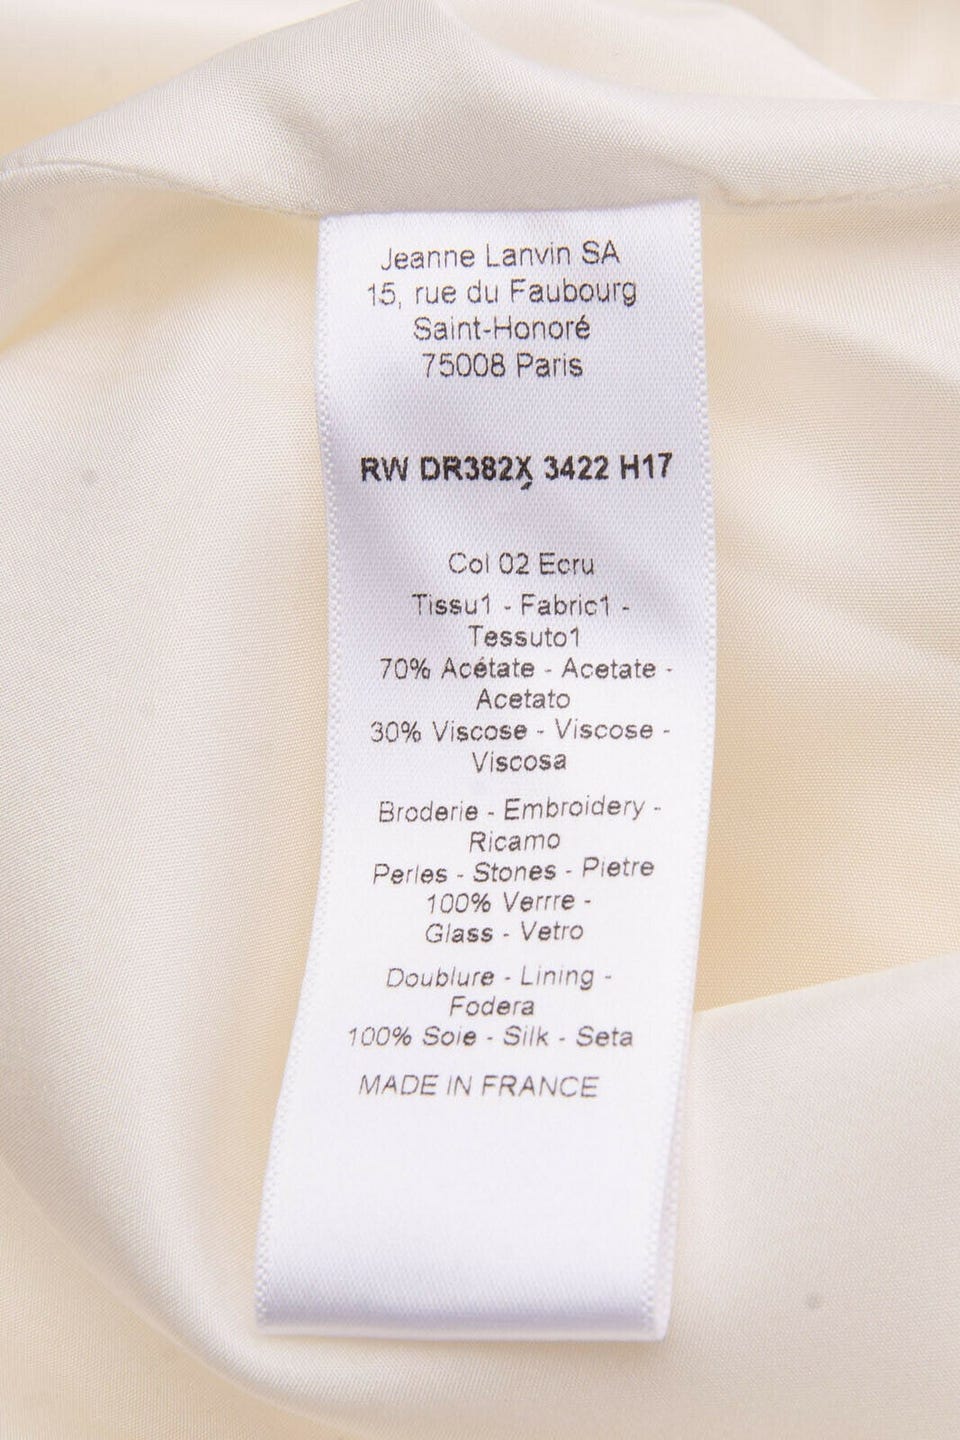 Jeanne Lanvin SA
15, rue du Faubourg
Saint-Honoré
75008 Paris
RW DR382X 3422 H17
Col 02 Ecru
Tissu1 - Fabric1 -
Tessuto1
70% Acétate - Acetate -
Acetato
30% Viscose - Viscose -
Viscosa
Broderie - Embroidery -
Ricamo
Perles - Stones - Pietre
100% Verrre -
Glass - Vetro
Doublure - Lining -
Fodera
100% Soie - Silk - Seta
MADE IN FRANCE